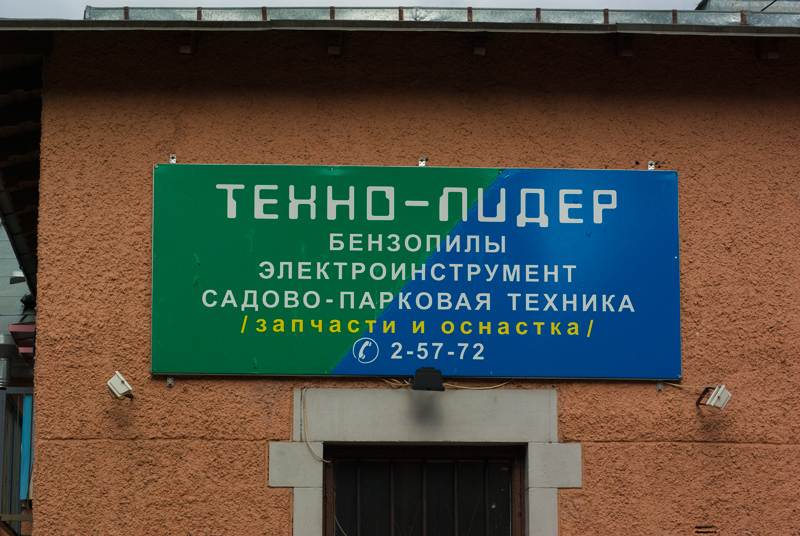 ТЕХНО-ЛИДЕР
БЕНЗОПИЛЫ
ЭЛЕКТРОИНСТРУМЕНТ
САДОВО-ПАРКОВАЯ ТЕХНИКА
/запчасти и оснастка/
2-57-72